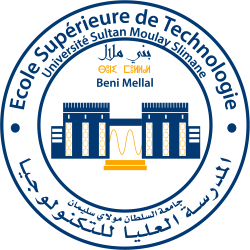 Ecole Supérieure de Technologie
Université Sultan Moulay Slimane
بني ملال
Beni Mellal
جامعة السلطان مولاي سليمان
المدرسة العليا للتكنولوجيا